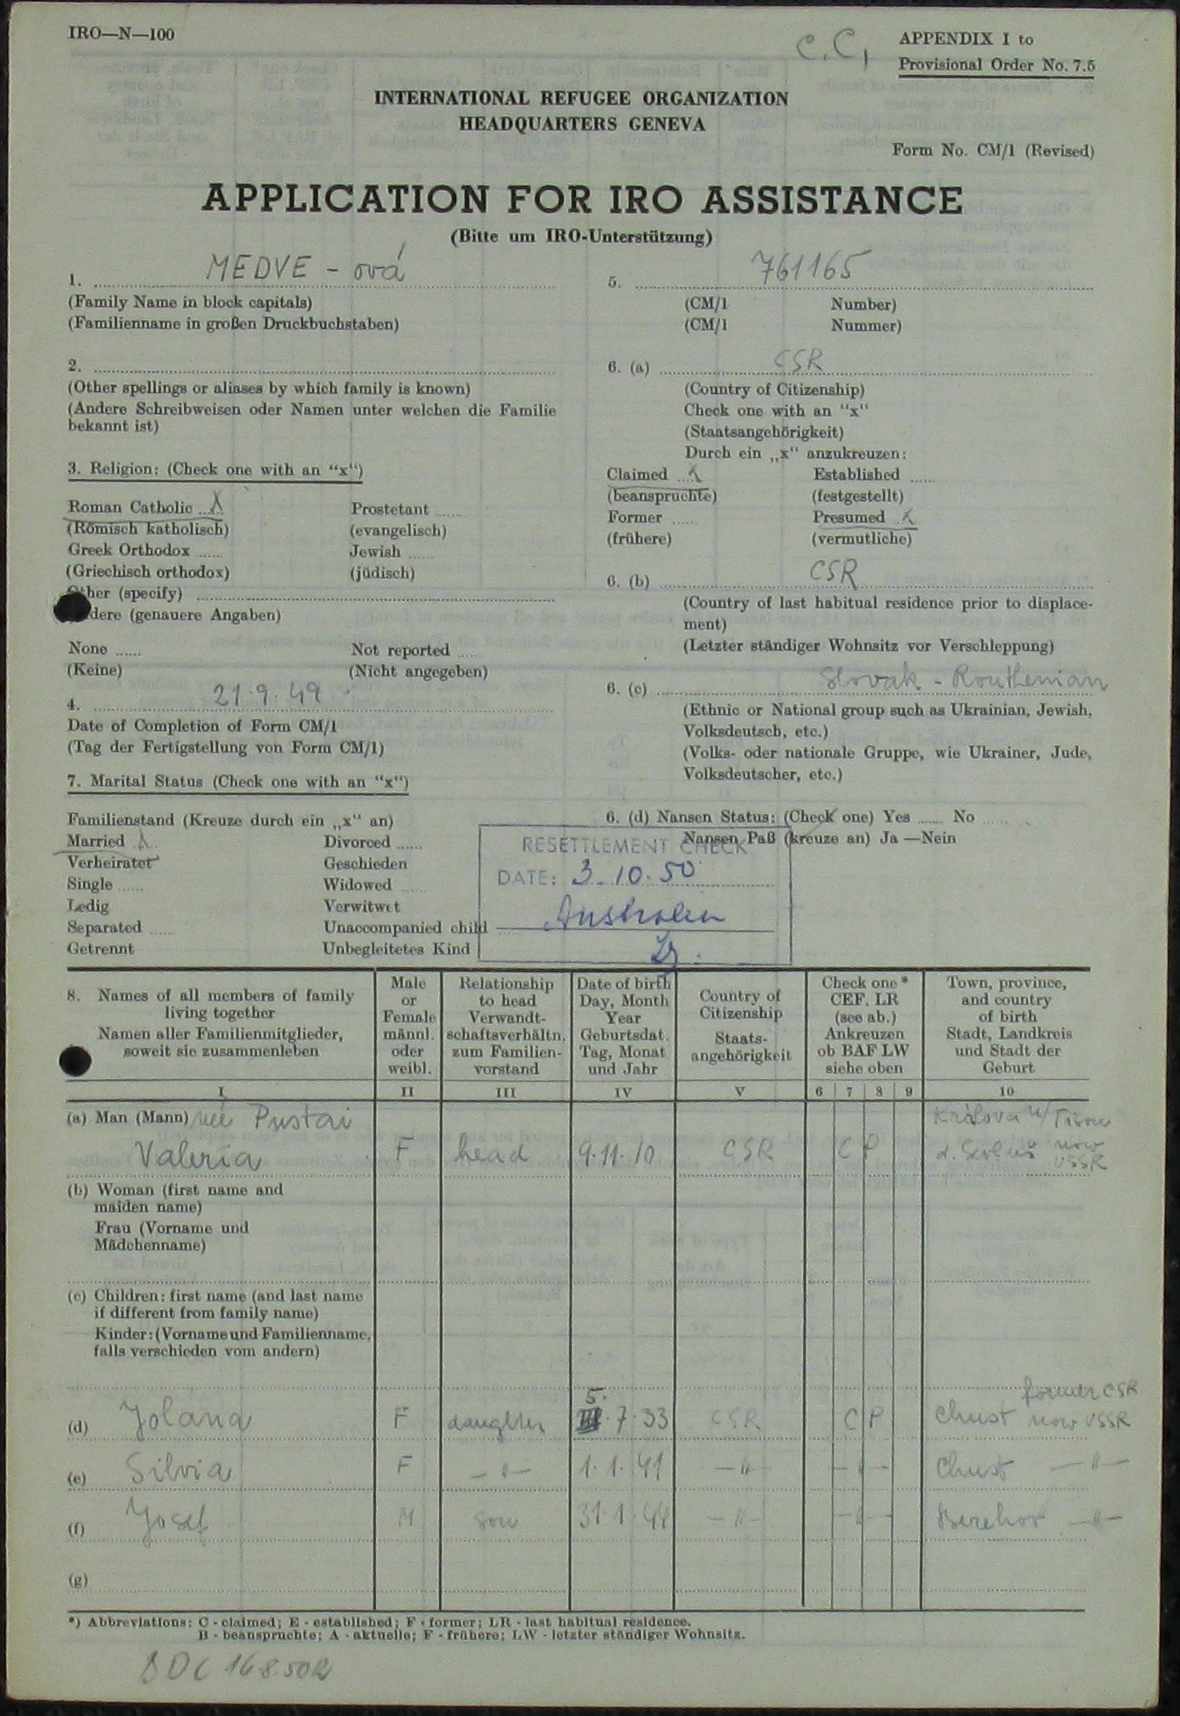 IRO—N—100
C.C.
APPENDIX I to
Provisional Order No. 7.5
INTERNATIONAL REFUGEE ORGANIZATION
HEADQUARTERS GENEVA
Form No. CM/1 (Revised)
APPLICATION FOR IRO ASSISTANCE
(Bitte um IRO-Unterstützung)
1. MEDVE - ová
(Family Name in block capitals)
(Familienname in großen Druckbuchstaben)
2.
(Other spellings or aliases by which family is known)
(Andere Schreibweisen oder Namen unter welchen die Familie
bekannt ist)
3. Religion: (Check one with an “x“)
Roman Catholic X Prostetant
(Römisch katholisch) (evangelisch)
Greek Orthodox Jewish
(Griechisch orthodox) (jüdisch)
Other (specify)
dere (genauere Angaben)
None Not reported
(Keine) (Nicht angegeben)
4. 21.9.49
Date of Completion of Form CM/1
(Tag der Fertigstellung von Form CM/1)
5. 761165
(CM/1 Number)
(CM/1 Nummer)
6. (a) CSR
(Country of Citizenship)
Check one with an “x“
(Staatsangehörigkeit)
Durch ein „x“ anzukreuzen:
Claimed x Established
(beanspruchte) (festgestellt)
Former Presumed x
(frühere) (vermutliche)
6. (b) CSR
(Country of last habitual residence prior to displace-
ment)
(Letzter ständiger Wohnsitz vor Verschleppung)
6. (c) Slovak - Routhenian
(Ethnic or National group such as Ukrainian, Jewish,
Volksdeutsch, etc.)
(Volks- oder nationale Gruppe, wie Ukrainer, Jude,
Volksdeutscher, etc.)
6. (d) Nansen Status: (Check one) Yes No
Nansen Paß (kreuze an) Ja —Nein
7. Marital Status (Check one with an “x“)
Familienstand (Kreuze durch ein „x“ an)
Married x Divorced
Verheiratet Geschieden
Single Widowed
Ledig Verwitwet
Separated Unaccompanied child
Getrennt Unbegleitetes Kind
RESETTLEMENT CHECK
DATE: 3.10.50
Australien
8. Names of all members of family
living together
Namen aller Familienmitglieder,
soweit sie zusammenleben
Male
or
Female
männl.
oder
weibl.
Relationship
to head
Verwandt-
schaftsverhältn.
zum Familien-
vorstand
Date of birth
Day, Month
Year
Geburtsdat.
Tag, Monat
und Jahr
Country of
Citizenship
Staats-
angehörigkeit
Check one *
CEF. LR
(see ab.)
Ankreuzen
ob BAF LW
siehe oben
Town, province,
and country
of birth
Stadt, Landkreis
und Stadt der
Geburt
I II III IV V 6 7 8 9 10
(a) Man (Mann) née Pustai Králova n/Tisou
Valeria F head 9.11.10 CSR C P now
USSR
(b) Woman (first name and
maiden name)
Frau (Vorname und
Mädchenname)
(c) Children: first name (and last name
if different from family name)
Kinder: (Vorname und Familienname,
falls verschieden vom andern)
5. former CSR
(d) Jolana F daughter 7.33 CSR C P Chust now USSR
(e) Silvia F —"— 1.1.41 —"— —"— Chust —"—
(f) Josef M son 31.1.44 —"— —"— Berehov —"—
(g)
*) Abbreviations: C - claimed; E - established; F - former; LR - last habitual residence.
B - beanspruchte; A - aktuelle; F - frühere; LW - letzter ständiger Wohnsitz.